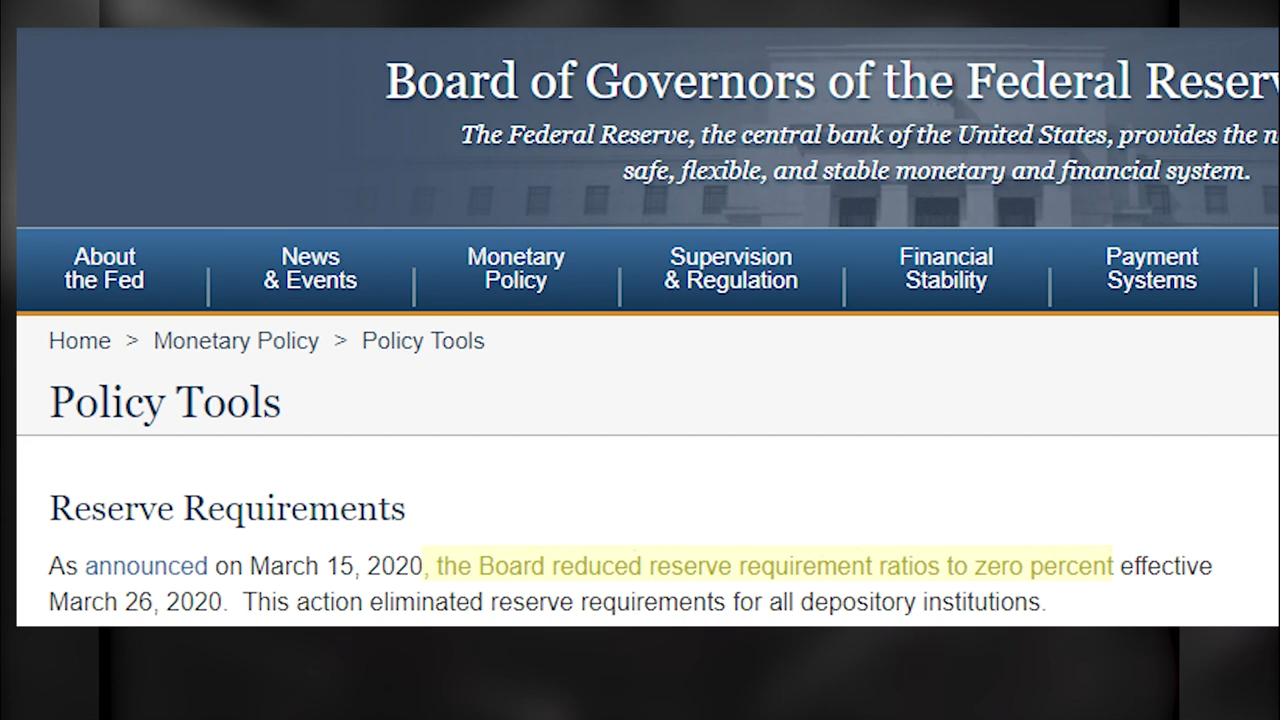 Board of Governors of the Federal
The Federal Reserve, the central bank of the United States, provides the
safe, flexible, and stable monetary and financial system.
About the Fed
News & Events
Monetary Policy
Supervision & Regulation
Financial Stability
Payment Systems
Home > Monetary Policy > Policy Tools
Policy Tools
Reserve Requirements
As announced on March 15, 2020, the Board reduced reserve requirement ratios to zero percent effective
March 26, 2020. This action eliminated reserve requirements for all depository institutions.